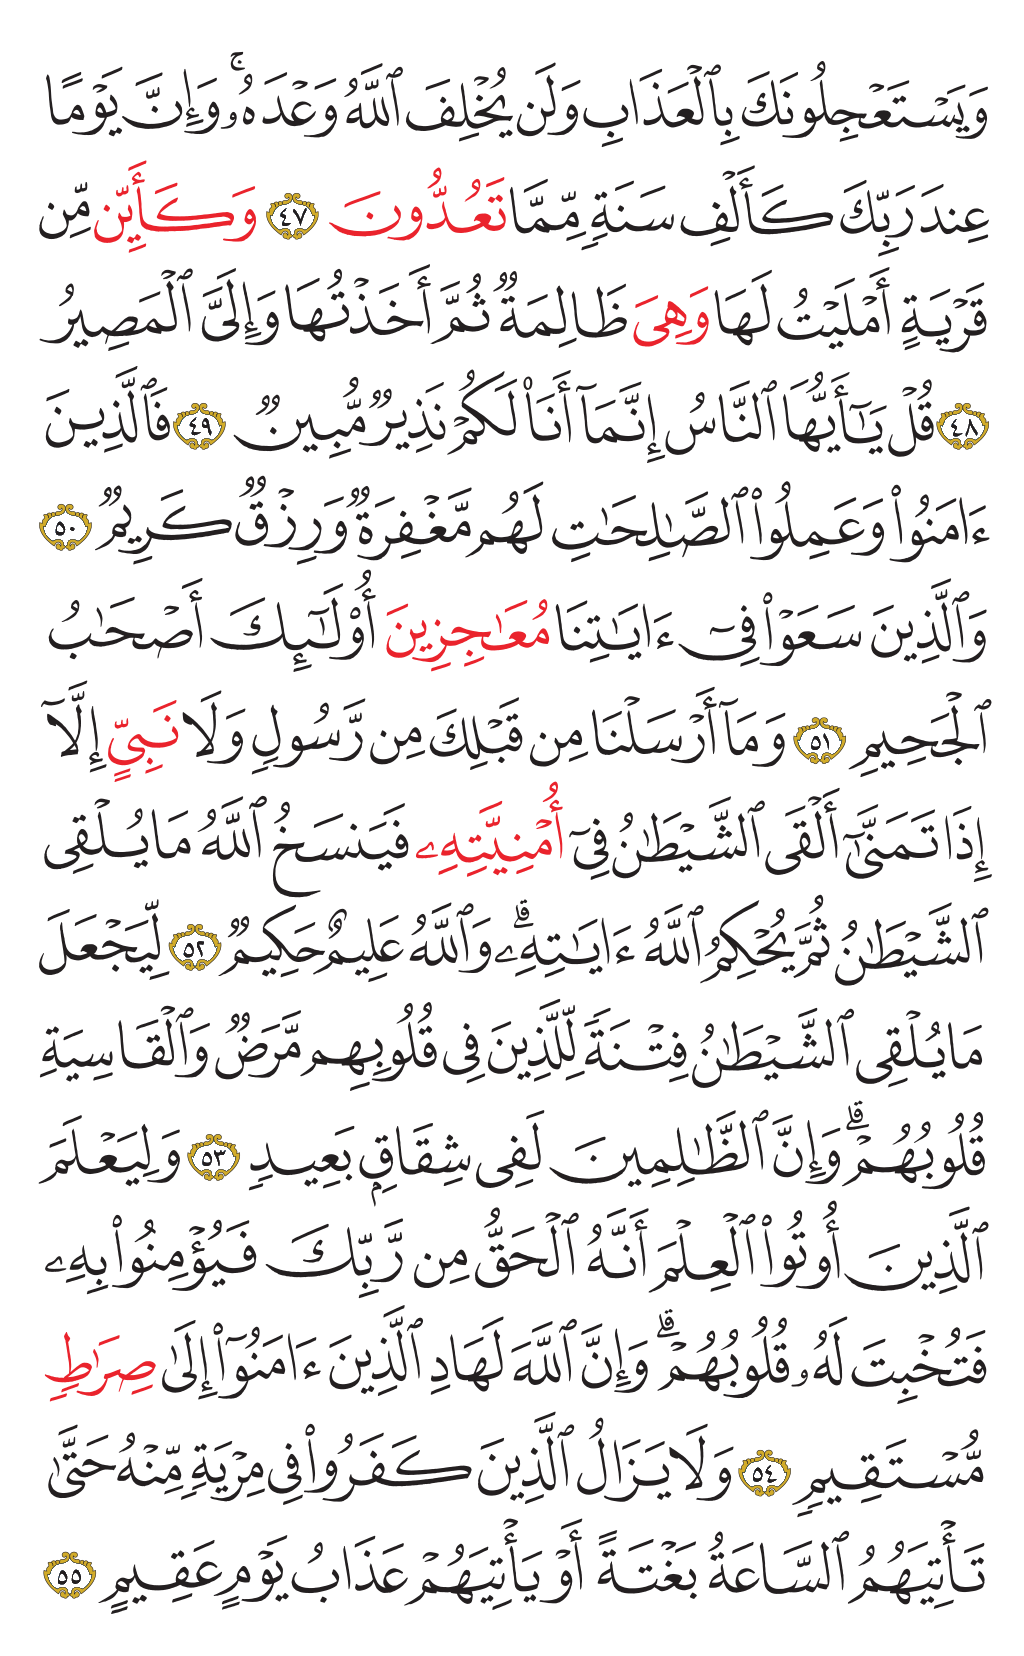 وَيَسۡتَعۡجِلُونَكَ بِٱلۡعَذَابِ وَلَن يُخۡلِفَ ٱللَّهُ وَعۡدَهُۥۚ وَإِنَّ يَوۡمًا
عِندَ رَبِّكَ كَأَلۡفِ سَنَةٖ مِّمَّا تَعُدُّونَ ٤٧ وَكَأَيِّن مِّن
قَرۡيَةٍ أَمۡلَيۡتُ لَهَا وَهِيَ ظَالِمَةٞ ثُمَّ أَخَذۡتُهَا وَإِلَيَّ ٱلۡمَصِيرُ
٤٨ قُلۡ يَٰٓأَيُّهَا ٱلنَّاسُ إِنَّمَآ أَنَا۠ لَكُمۡ نَذِيرٞ مُّبِينٞ ٤٩ فَٱلَّذِينَ
ءَامَنُواْ وَعَمِلُواْ ٱلصَّٰلِحَٰتِ لَهُم مَّغۡفِرَةٞ وَرِزۡقٞ كَرِيمٞ ٥٠
وَٱلَّذِينَ سَعَوۡاْ فِيٓ ءَايَٰتِنَا مُعَٰجِزِينَ أُوْلَٰٓئِكَ أَصۡحَٰبُ
ٱلۡجَحِيمِ ٥١ وَمَآ أَرۡسَلۡنَا مِن قَبۡلِكَ مِن رَّسُولٖ وَلَا نَبِيٍّ إِلَّآ
إِذَا تَمَنَّىٰٓ أَلۡقَى ٱلشَّيۡطَٰنُ فِيٓ أُمۡنِيَّتِهِۦ فَيَنسَخُ ٱللَّهُ مَا يُلۡقِي
ٱلشَّيۡطَٰنُ ثُمَّ يُحۡكِمُ ٱللَّهُ ءَايَٰتِهِۦۗ وَٱللَّهُ عَلِيمٌ حَكِيمٞ ٥٢ لِّيَجۡعَلَ
مَا يُلۡقِي ٱلشَّيۡطَٰنُ فِتۡنَةٗ لِّلَّذِينَ فِي قُلُوبِهِم مَّرَضٞ وَٱلۡقَاسِيَةِ
قُلُوبُهُمۡۗ وَإِنَّ ٱلظَّٰلِمِينَ لَفِي شِقَاقِۭ بَعِيدٖ ٥٣ وَلِيَعۡلَمَ
ٱلَّذِينَ أُوتُواْ ٱلۡعِلۡمَ أَنَّهُ ٱلۡحَقُّ مِن رَّبِّكَ فَيُؤۡمِنُواْ بِهِۦ
فَتُخۡبِتَ لَهُۥ قُلُوبُهُمۡۗ وَإِنَّ ٱللَّهَ لَهَادِ ٱلَّذِينَ ءَامَنُوٓاْ إِلَىٰ صِرَٰطٖ
مُّسۡتَقِيمٖ ٥٤ وَلَا يَزَالُ ٱلَّذِينَ كَفَرُواْ فِي مِرۡيَةٖ مِّنۡهُ حَتَّىٰ
تَأۡتِيَهُمُ ٱلسَّاعَةُ بَغۡتَةً أَوۡ يَأۡتِيَهُمۡ عَذَابُ يَوۡمٍ عَقِيمٍ ٥٥